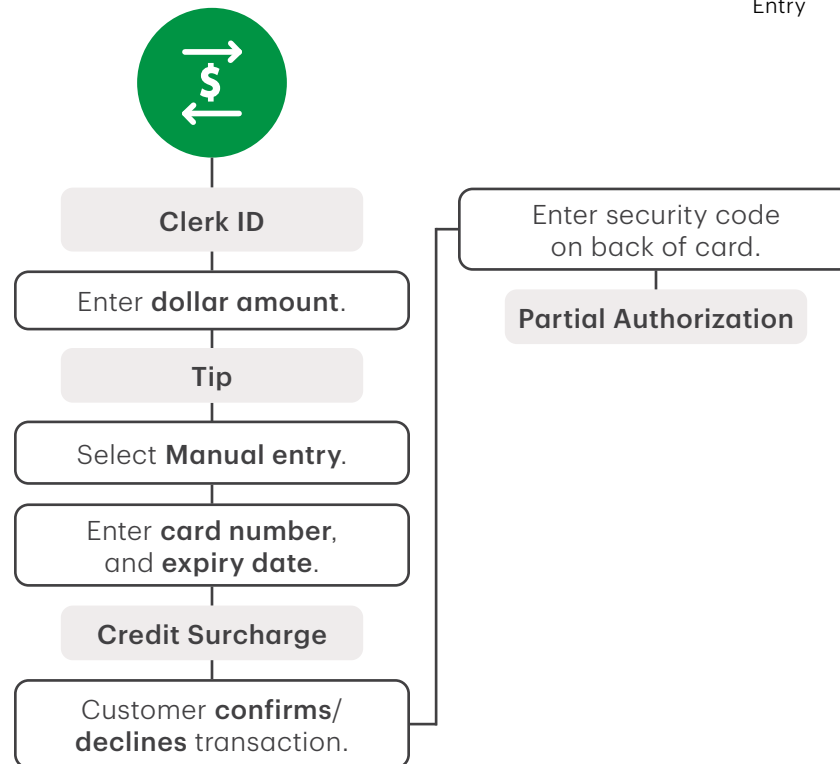 Entry
$
Clerk ID
Enter dollar amount.
Tip
Select Manual entry.
Enter card number,
and expiry date.
Credit Surcharge
Customer confirms/
declines transaction.
Enter security code
on back of card.
Partial Authorization